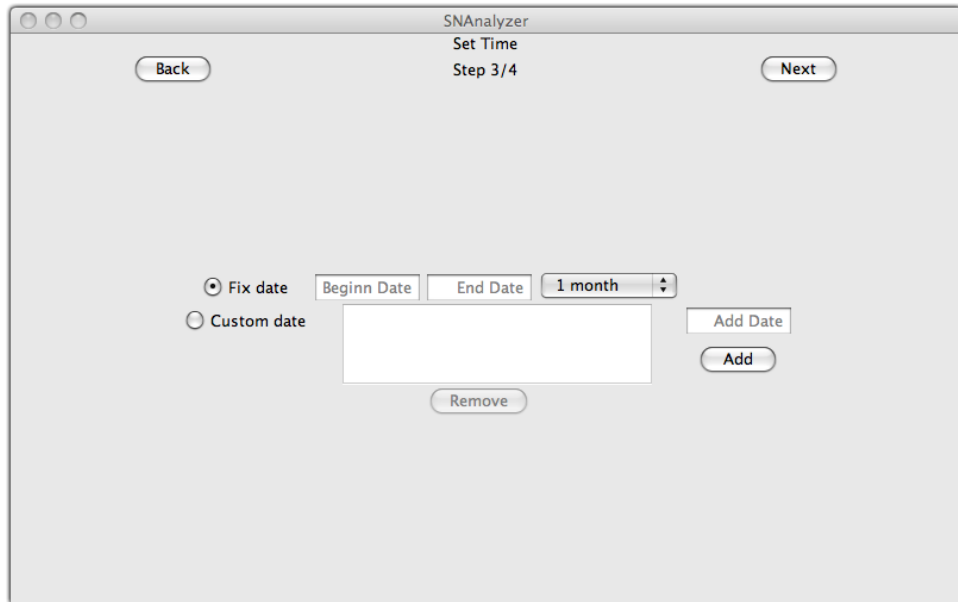 SNAnalyzer
Set Time
Back Step 3/4 Next
Fix date Beginn Date End Date 1 month
Custom date Add Date
Add
Remove